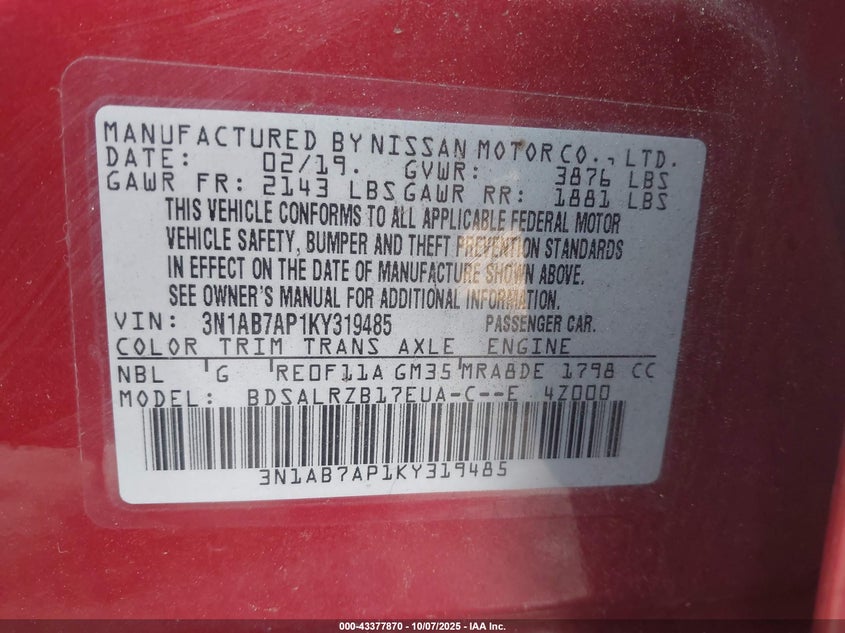 MANUFACTURED BY NISSAN MOTOR CO., LTD.
DATE: 02/19. GVWR: 3876 LBS
GAWR FR: 2143 LBS GAWR RR: 1881 LBS
THIS VEHICLE CONFORMS TO ALL APPLICABLE FEDERAL MOTOR
VEHICLE SAFETY, BUMPER AND THEFT PREVENTION STANDARDS
IN EFFECT ON THE DATE OF MANUFACTURE SHOWN ABOVE.
SEE OWNER'S MANUAL FOR ADDITIONAL INFORMATION.
VIN: 3N1AB7AP1KY319485 PASSENGER CAR.
COLOR TRIM TRANS AXLE ENGINE
NBL G RE0F11A GM35 MRA8DE 1798 CC
MODEL: BDSALRZB17EUA-C--E 4Z000
3N1AB7AP1KY319485
000-43377870 | 10/07/2025 - IAA Inc.